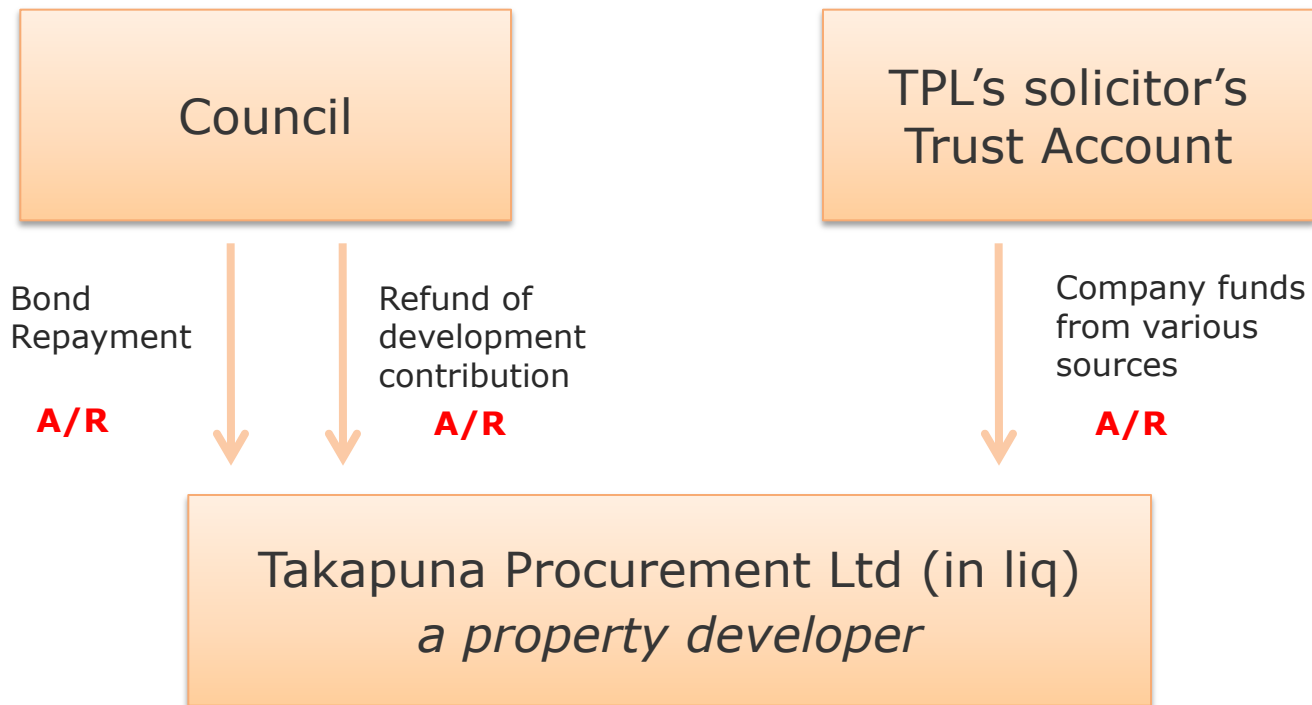 Council
TPL’s solicitor’s
Trust Account
Bond
Repayment
A/R
Refund of
development
contribution
A/R
Company funds
from various
sources
A/R
Takapuna Procurement Ltd (in liq)
a property developer